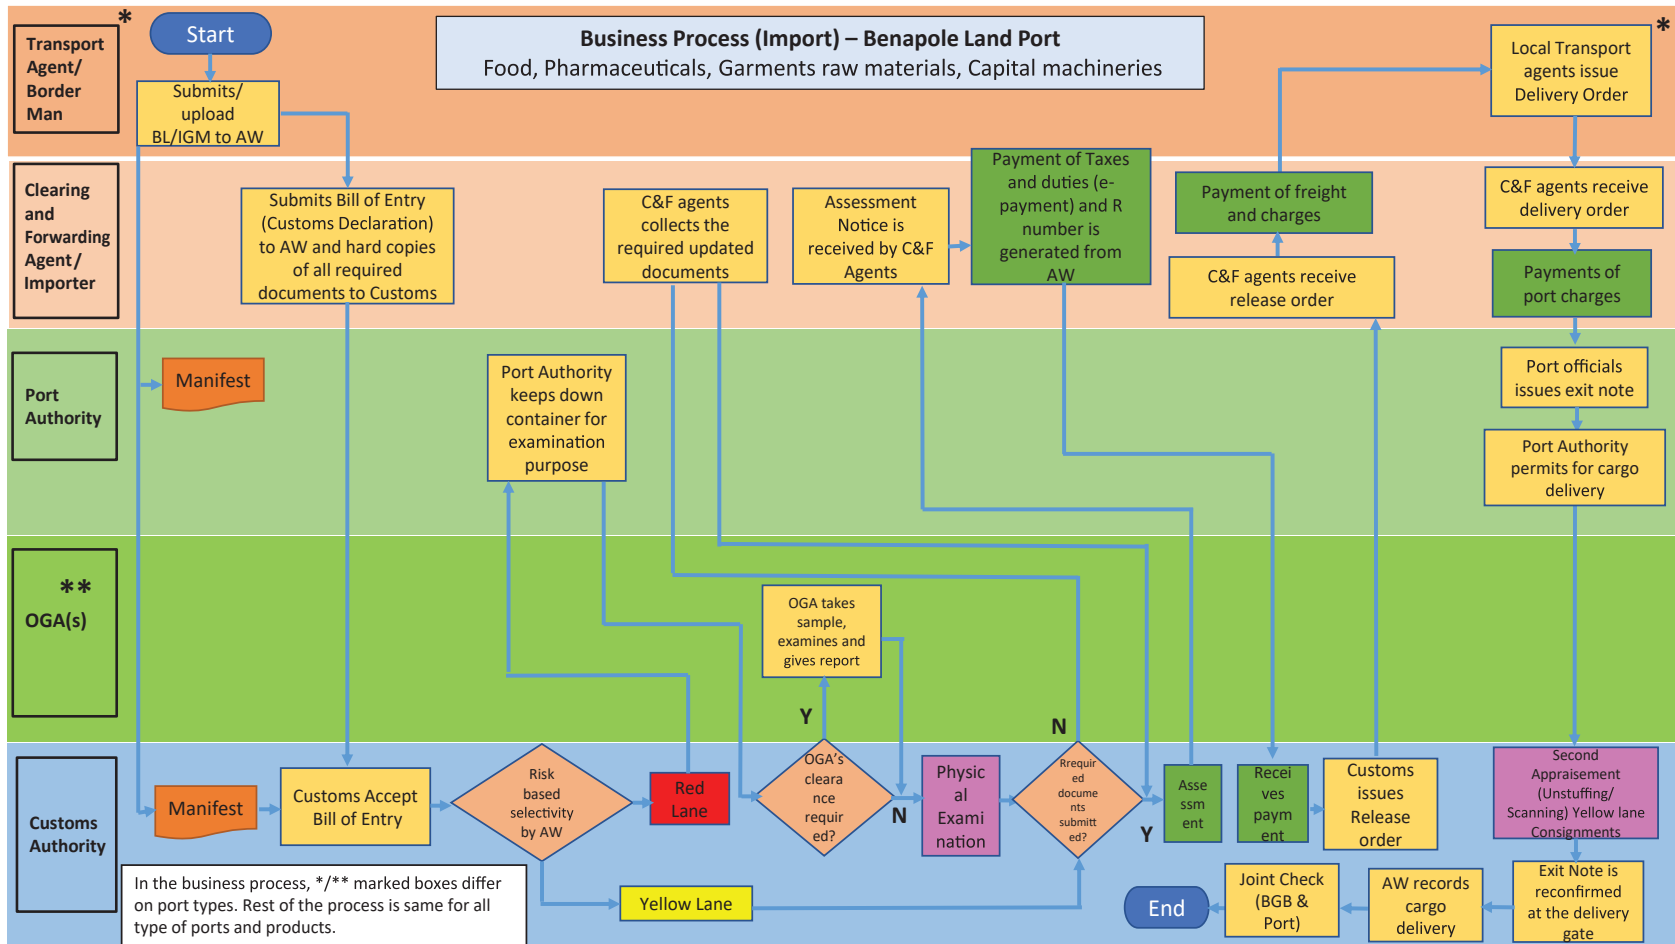 *
Transport
Agent/
Border
Man
Start
Submits/
upload
BL/IGM to AW
Business Process (Import) – Benapole Land Port
Food, Pharmaceuticals, Garments raw materials, Capital machineries
Local Transport
agents issue
Delivery Order
*
Clearing
and
Forwarding
Agent/
Importer
Submits Bill of Entry
(Customs Declaration)
to AW and hard copies
of all required
documents to Customs
C&F agents
collects the
required updated
documents
Assessment
Notice is
received by C&F
Agents
Payment of Taxes
and duties (e-
payment) and R
number is
generated from
AW
Payment of freight
and charges
C&F agents receive
release order
C&F agents receive
delivery order
Payments of
port charges
Port
Authority
Manifest
Port Authority
keeps down
container for
examination
purpose
Port officials
issues exit note
Port Authority
permits for cargo
delivery
**
OGA(s)
OGA takes
sample,
examines and
gives report
Y
N
Customs
Authority
Manifest
Customs Accept
Bill of Entry
Risk
based
selectivity
by AW
Red
Lane
OGA's
cleara
nce
requir
ed?
N
Physic
al
Exami
nation
Rrequir
ed
docume
nts
submitt
ed?
Y
Asse
ssm
ent
Recei
ves
paym
ent
Customs
issues
Release
order
Second
Appraisement
(Unstuffing/
Scanning) Yellow lane
Consignments
Yellow Lane
Exit Note is
reconfirmed
at the delivery
gate
AW records
cargo
delivery
Joint Check
(BGB &
Port)
End
In the business process, */** marked boxes differ
on port types. Rest of the process is same for all
type of ports and products.